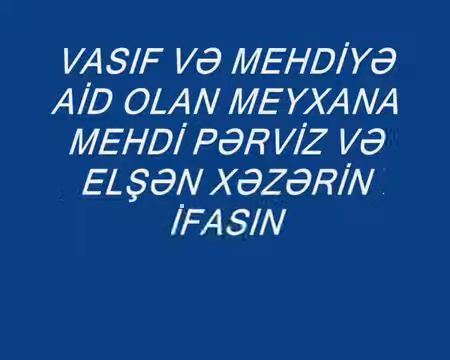 VASIF VƏ MEHDİYƏ
AİD OLAN MEYXANA
MEHDİ PƏRVİZ VƏ
ELŞƏN XƏZƏRİN
İFASIN